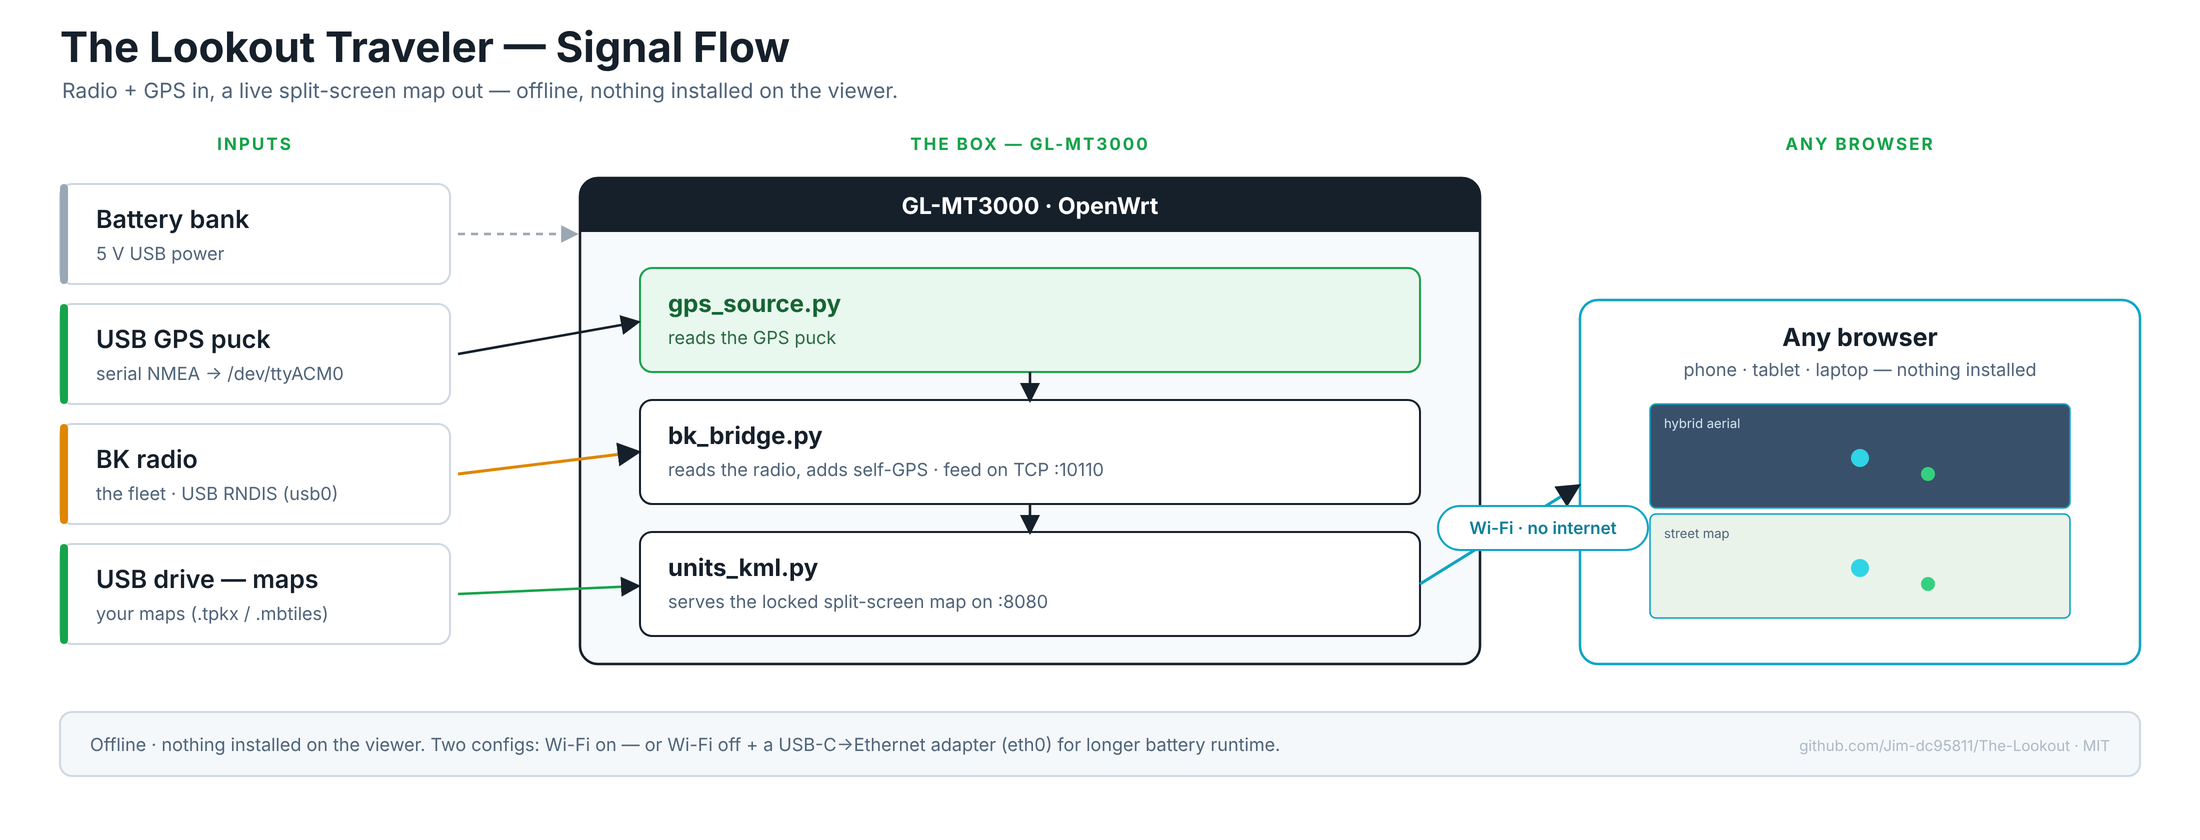 The Lookout Traveler — Signal Flow
Radio + GPS in, a live split-screen map out — offline, nothing installed on the viewer.
INPUTS
THE BOX — GL-MT3000
ANY BROWSER
Battery bank
5 V USB power
USB GPS puck
serial NMEA → /dev/ttyACM0
BK radio
the fleet · USB RNDIS (usb0)
USB drive — maps
your maps (.tpkx / .mbtiles)
GL-MT3000 · OpenWrt
gps_source.py
reads the GPS puck
bk_bridge.py
reads the radio, adds self-GPS · feed on TCP :10110
units_kml.py
serves the locked split-screen map on :8080
Wi-Fi · no internet
Any browser
phone · tablet · laptop — nothing installed
hybrid aerial
street map
Offline · nothing installed on the viewer. Two configs: Wi-Fi on — or Wi-Fi off + a USB-C→Ethernet adapter (eth0) for longer battery runtime.
github.com/Jim-dc95811/The-Lookout · MIT